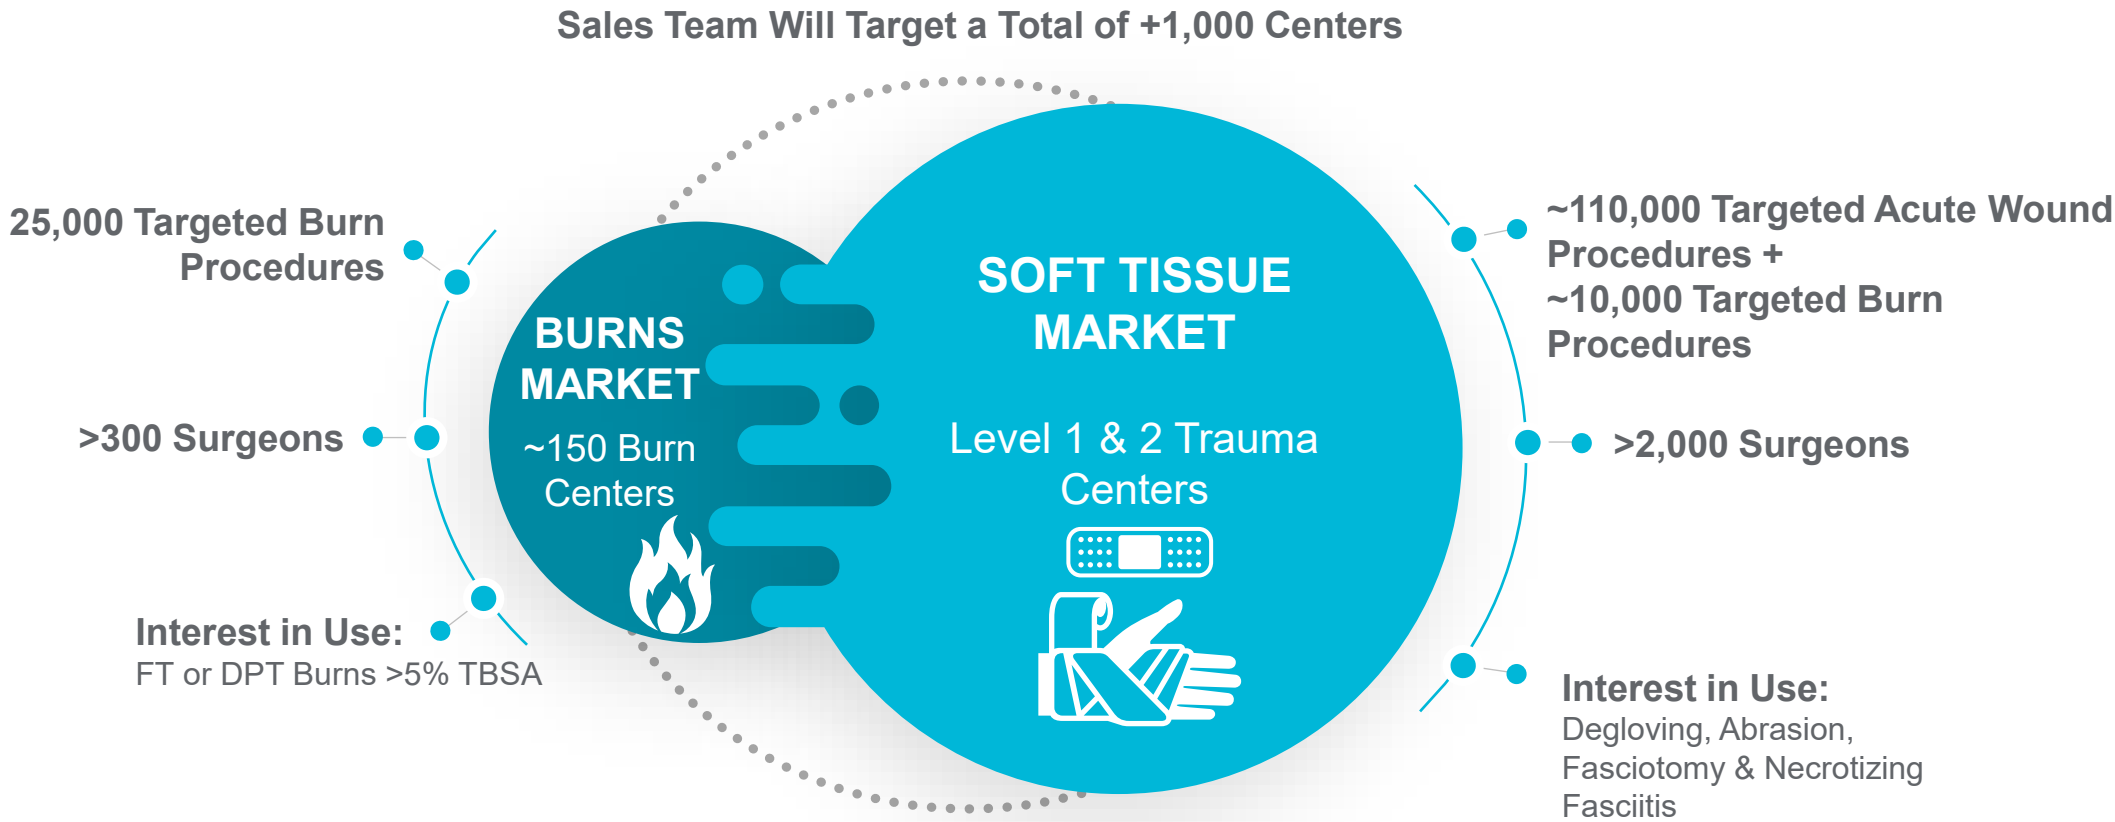 Sales Team Will Target a Total of +1,000 Centers
25,000 Targeted Burn
Procedures
>300 Surgeons
Interest in Use:
FT or DPT Burns >5% TBSA
BURNS
MARKET
~150 Burn
Centers
SOFT TISSUE
MARKET
Level 1 & 2 Trauma
Centers
~110,000 Targeted Acute Wound
Procedures +
~10,000 Targeted Burn
Procedures
>2,000 Surgeons
Interest in Use:
Degloving, Abrasion,
Fasciotomy & Necrotizing
Fasciitis